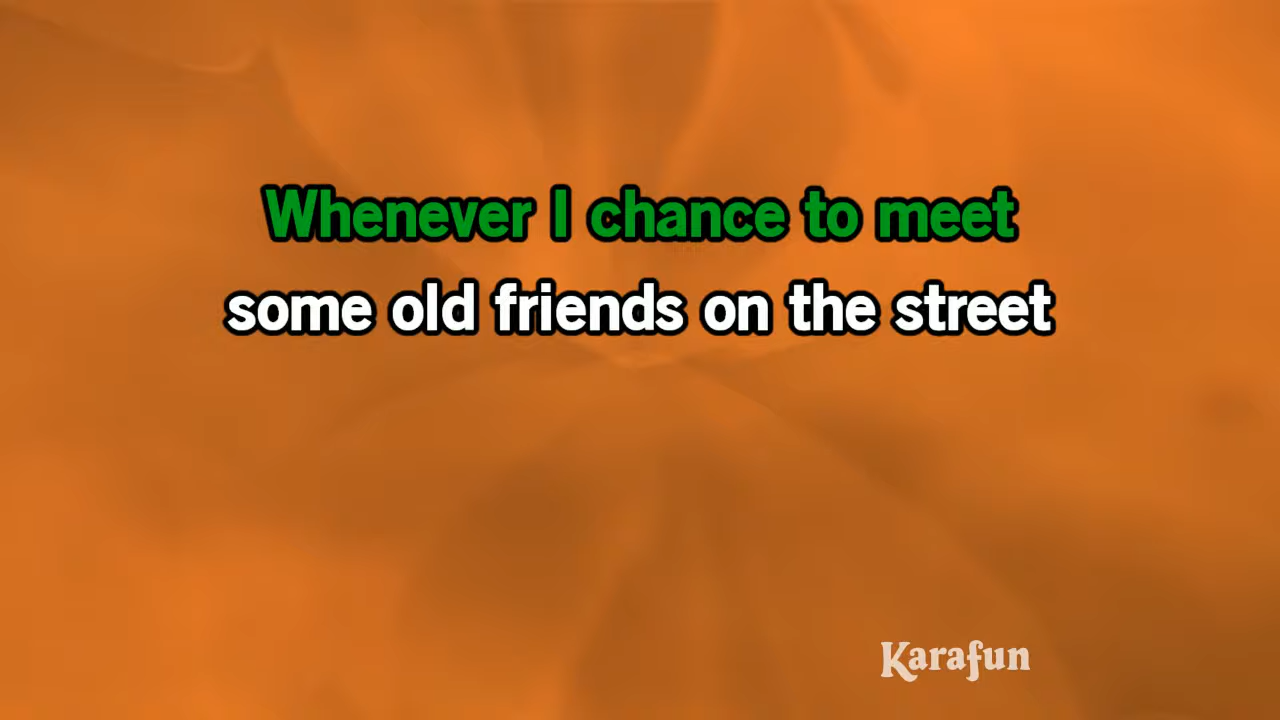 Whenever I chance to meet
some old friends on the street
Karafun